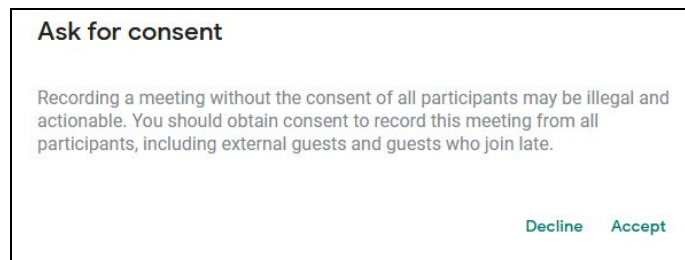 Ask for consent
Recording a meeting without the consent of all participants may be illegal and
actionable. You should obtain consent to record this meeting from all
participants, including external guests and guests who join late.
Decline Accept